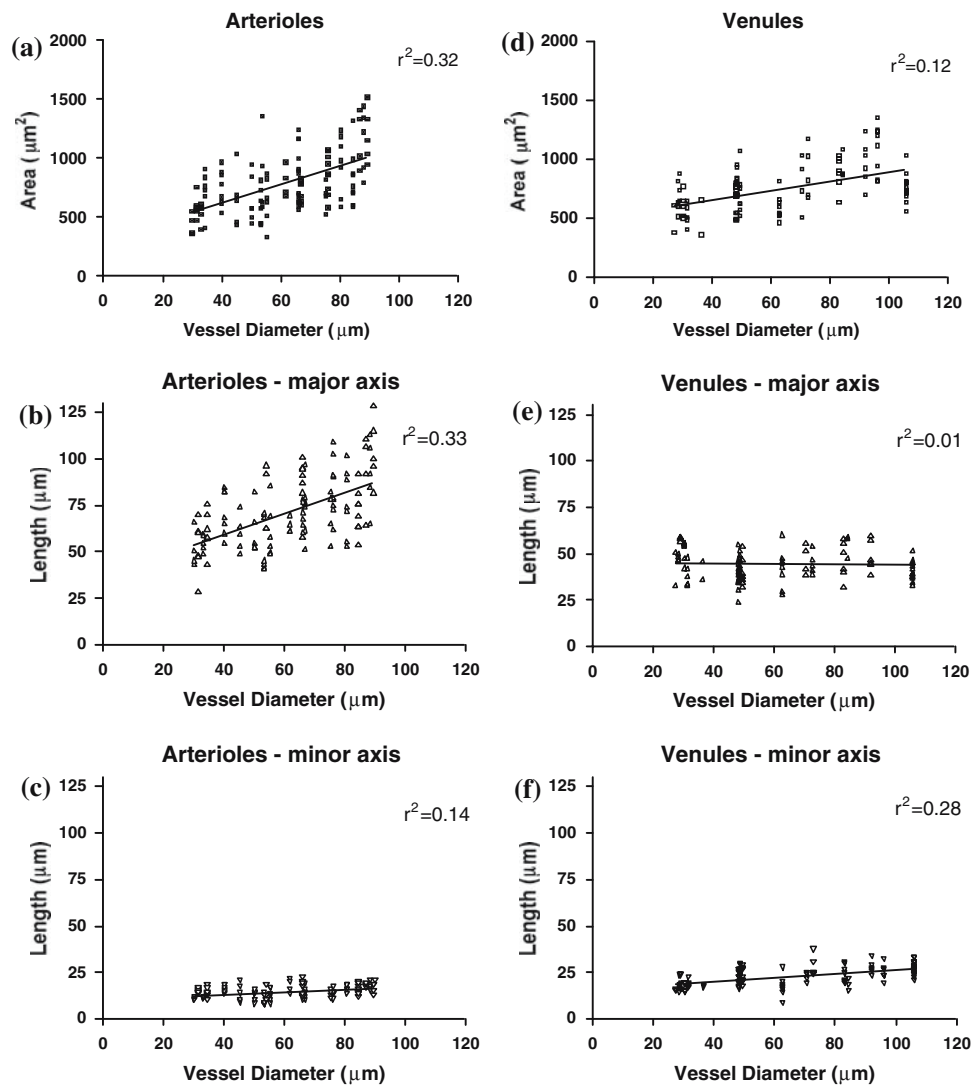 Arterioles
(a)
r²=0.32
Area ( μm²)
2000
1500
1000
500
0
0 20 40 60 80 100 120
Vessel Diameter (μm)
Venules
(d)
r²=0.12
Area ( μm²)
2000
1500
1000
500
0
0 20 40 60 80 100 120
Vessel Diameter (μm)
Arterioles - major axis
(b)
r²=0.33
Length (μm)
125
100
75
50
25
0
0 20 40 60 80 100 120
Vessel Diameter (μm)
Venules - major axis
(e)
r²=0.01
Length (μm)
125
100
75
50
25
0
0 20 40 60 80 100 120
Vessel Diameter (μm)
Arterioles - minor axis
(c)
r²=0.14
Length (μm)
125
100
75
50
25
0
0 20 40 60 80 100 120
Vessel Diameter (μm)
Venules - minor axis
(f)
r²=0.28
Length (μm)
125
100
75
50
25
0
0 20 40 60 80 100 120
Vessel Diameter (μm)